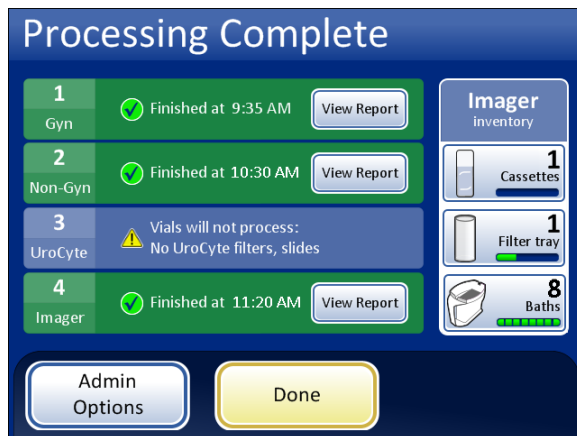 Processing Complete
1
Gyn
Finished at 9:35 AM
View Report
2
Non-Gyn
Finished at 10:30 AM
View Report
3
UroCyte
Vials will not process:
No UroCyte filters, slides
4
Imager
Finished at 11:20 AM
View Report
Imager
inventory
1
Cassettes
1
Filter tray
8
Baths
Admin
Options
Done